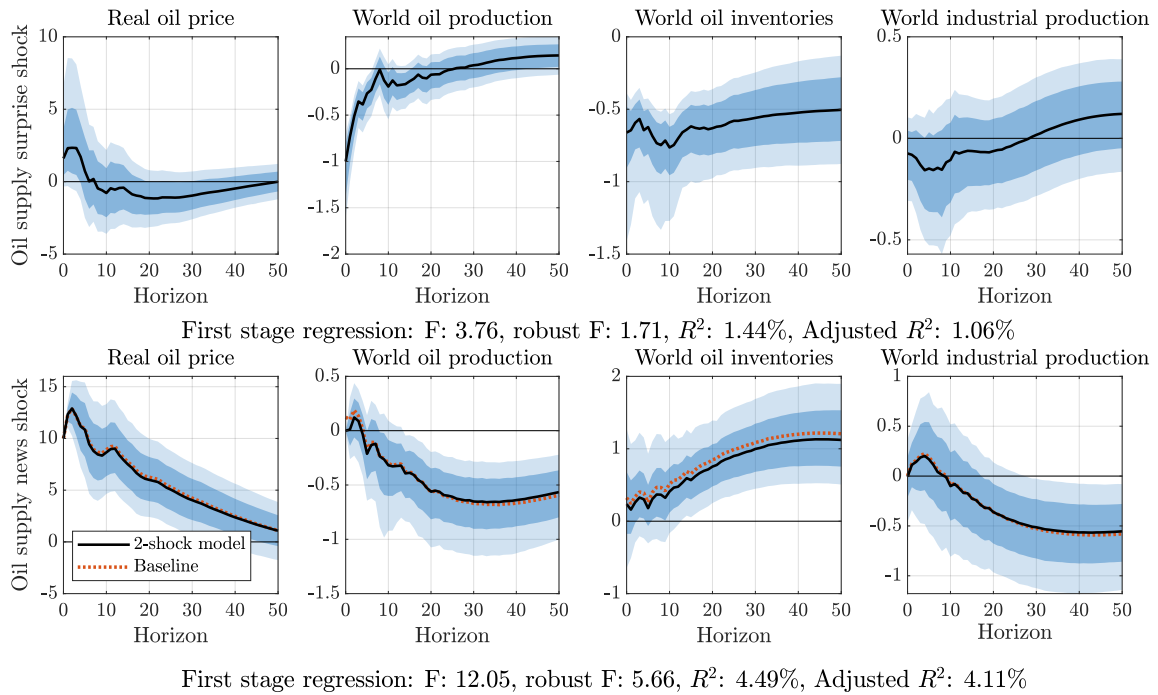 Real oil price World oil production World oil inventories World industrial production
Oil supply surprise shock
10
5
0
-5
0 10 20 30 40 50
Horizon
0
-0.5
-1
-1.5
-2
0 10 20 30 40 50
Horizon
0
-0.5
-1
-1.5
0 10 20 30 40 50
Horizon
0.5
0
-0.5
0 10 20 30 40 50
Horizon
First stage regression: F: 3.76, robust F: 1.71, R²: 1.44%, Adjusted R²: 1.06%
Real oil price World oil production World oil inventories World industrial production
Oil supply news shock
15
10
5
0
-5
0 10 20 30 40 50
Horizon
2-shock model
Baseline
0.5
0
-0.5
-1
-1.5
0 10 20 30 40 50
Horizon
2
1
0
-1
0 10 20 30 40 50
Horizon
1
0.5
0
-0.5
-1
0 10 20 30 40 50
Horizon
First stage regression: F: 12.05, robust F: 5.66, R²: 4.49%, Adjusted R²: 4.11%